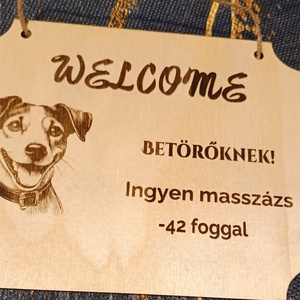 WELCOME
BETÖRŐKNEK!
Ingyen masszázs
-42 foggal